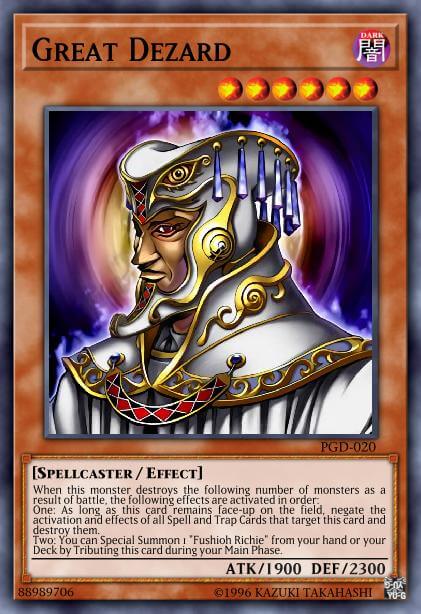 GREAT DEZARD
DARK
闇
PGD-020
[SPELLCASTER / EFFECT]
When this monster destroys the following number of monsters as a
result of battle, the following effects are activated in order:
One: As long as this card remains face-up on the field, negate the
activation and effects of all Spell and Trap Cards that target this card and
destroy them.
Two: You can Special Summon 1 "Fushioh Richie" from your hand or your
Deck by Tributing this card during your Main Phase.
ATK/1900 DEF/2300
88989706
©1996 KAZUKI TAKAHASHI